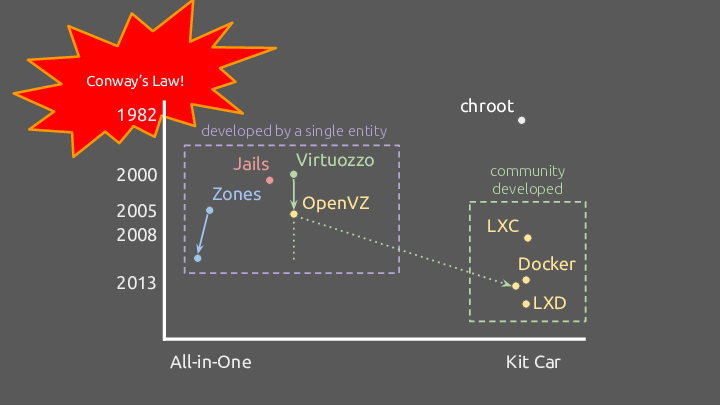 Conway's Law!
chroot
1982
developed by a single entity
Jails
Virtuozzo
community
developed
2000
Zones
OpenVZ
2005
LXC
2008
Docker
2013
LXD
All-in-One
Kit Car